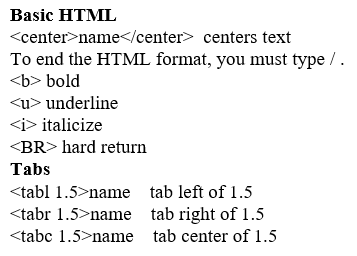 Basic HTML
<center>name</center> centers text
To end the HTML format, you must type / .
<b> bold
<u> underline
<i> italicize
<BR> hard return
Tabs
<tabl 1.5>name tab left of 1.5
<tabr 1.5>name tab right of 1.5
<tabc 1.5>name tab center of 1.5